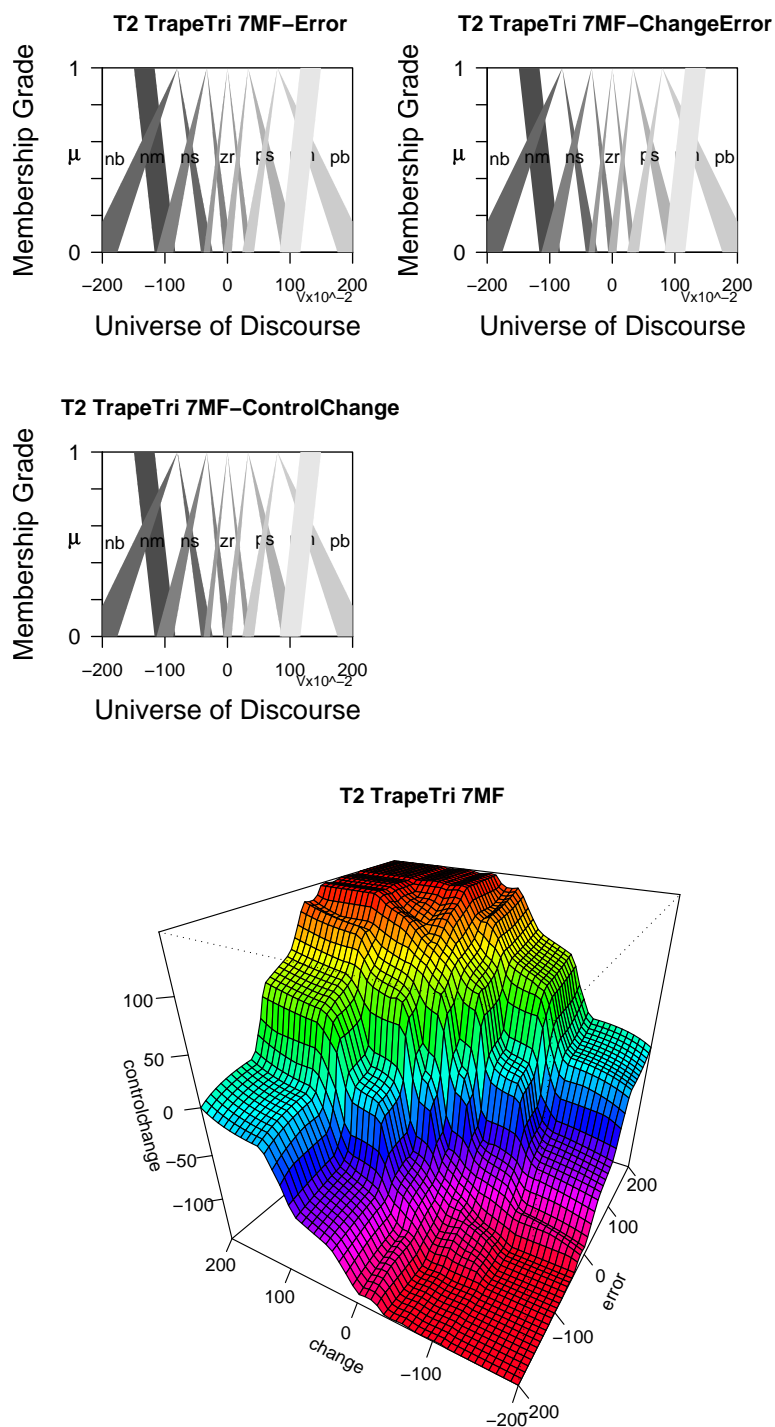 T2 TrapeTri 7MF−Error
Membership Grade
μ
1
0
nb nm ns zr ps pb
−200 −100 0 100 200
Vx10^−2
Universe of Discourse
T2 TrapeTri 7MF−ChangeError
Membership Grade
μ
1
0
nb nm ns zr ps pb
−200 −100 0 100 200
Vx10^−2
Universe of Discourse
T2 TrapeTri 7MF−ControlChange
Membership Grade
μ
1
0
nb nm ns zr ps pb
−200 −100 0 100 200
Vx10^−2
Universe of Discourse
T2 TrapeTri 7MF
controlchange
100
50
0
−50
−100
change
200
100
0
−100
−200
error
200
100
0
−100
−200